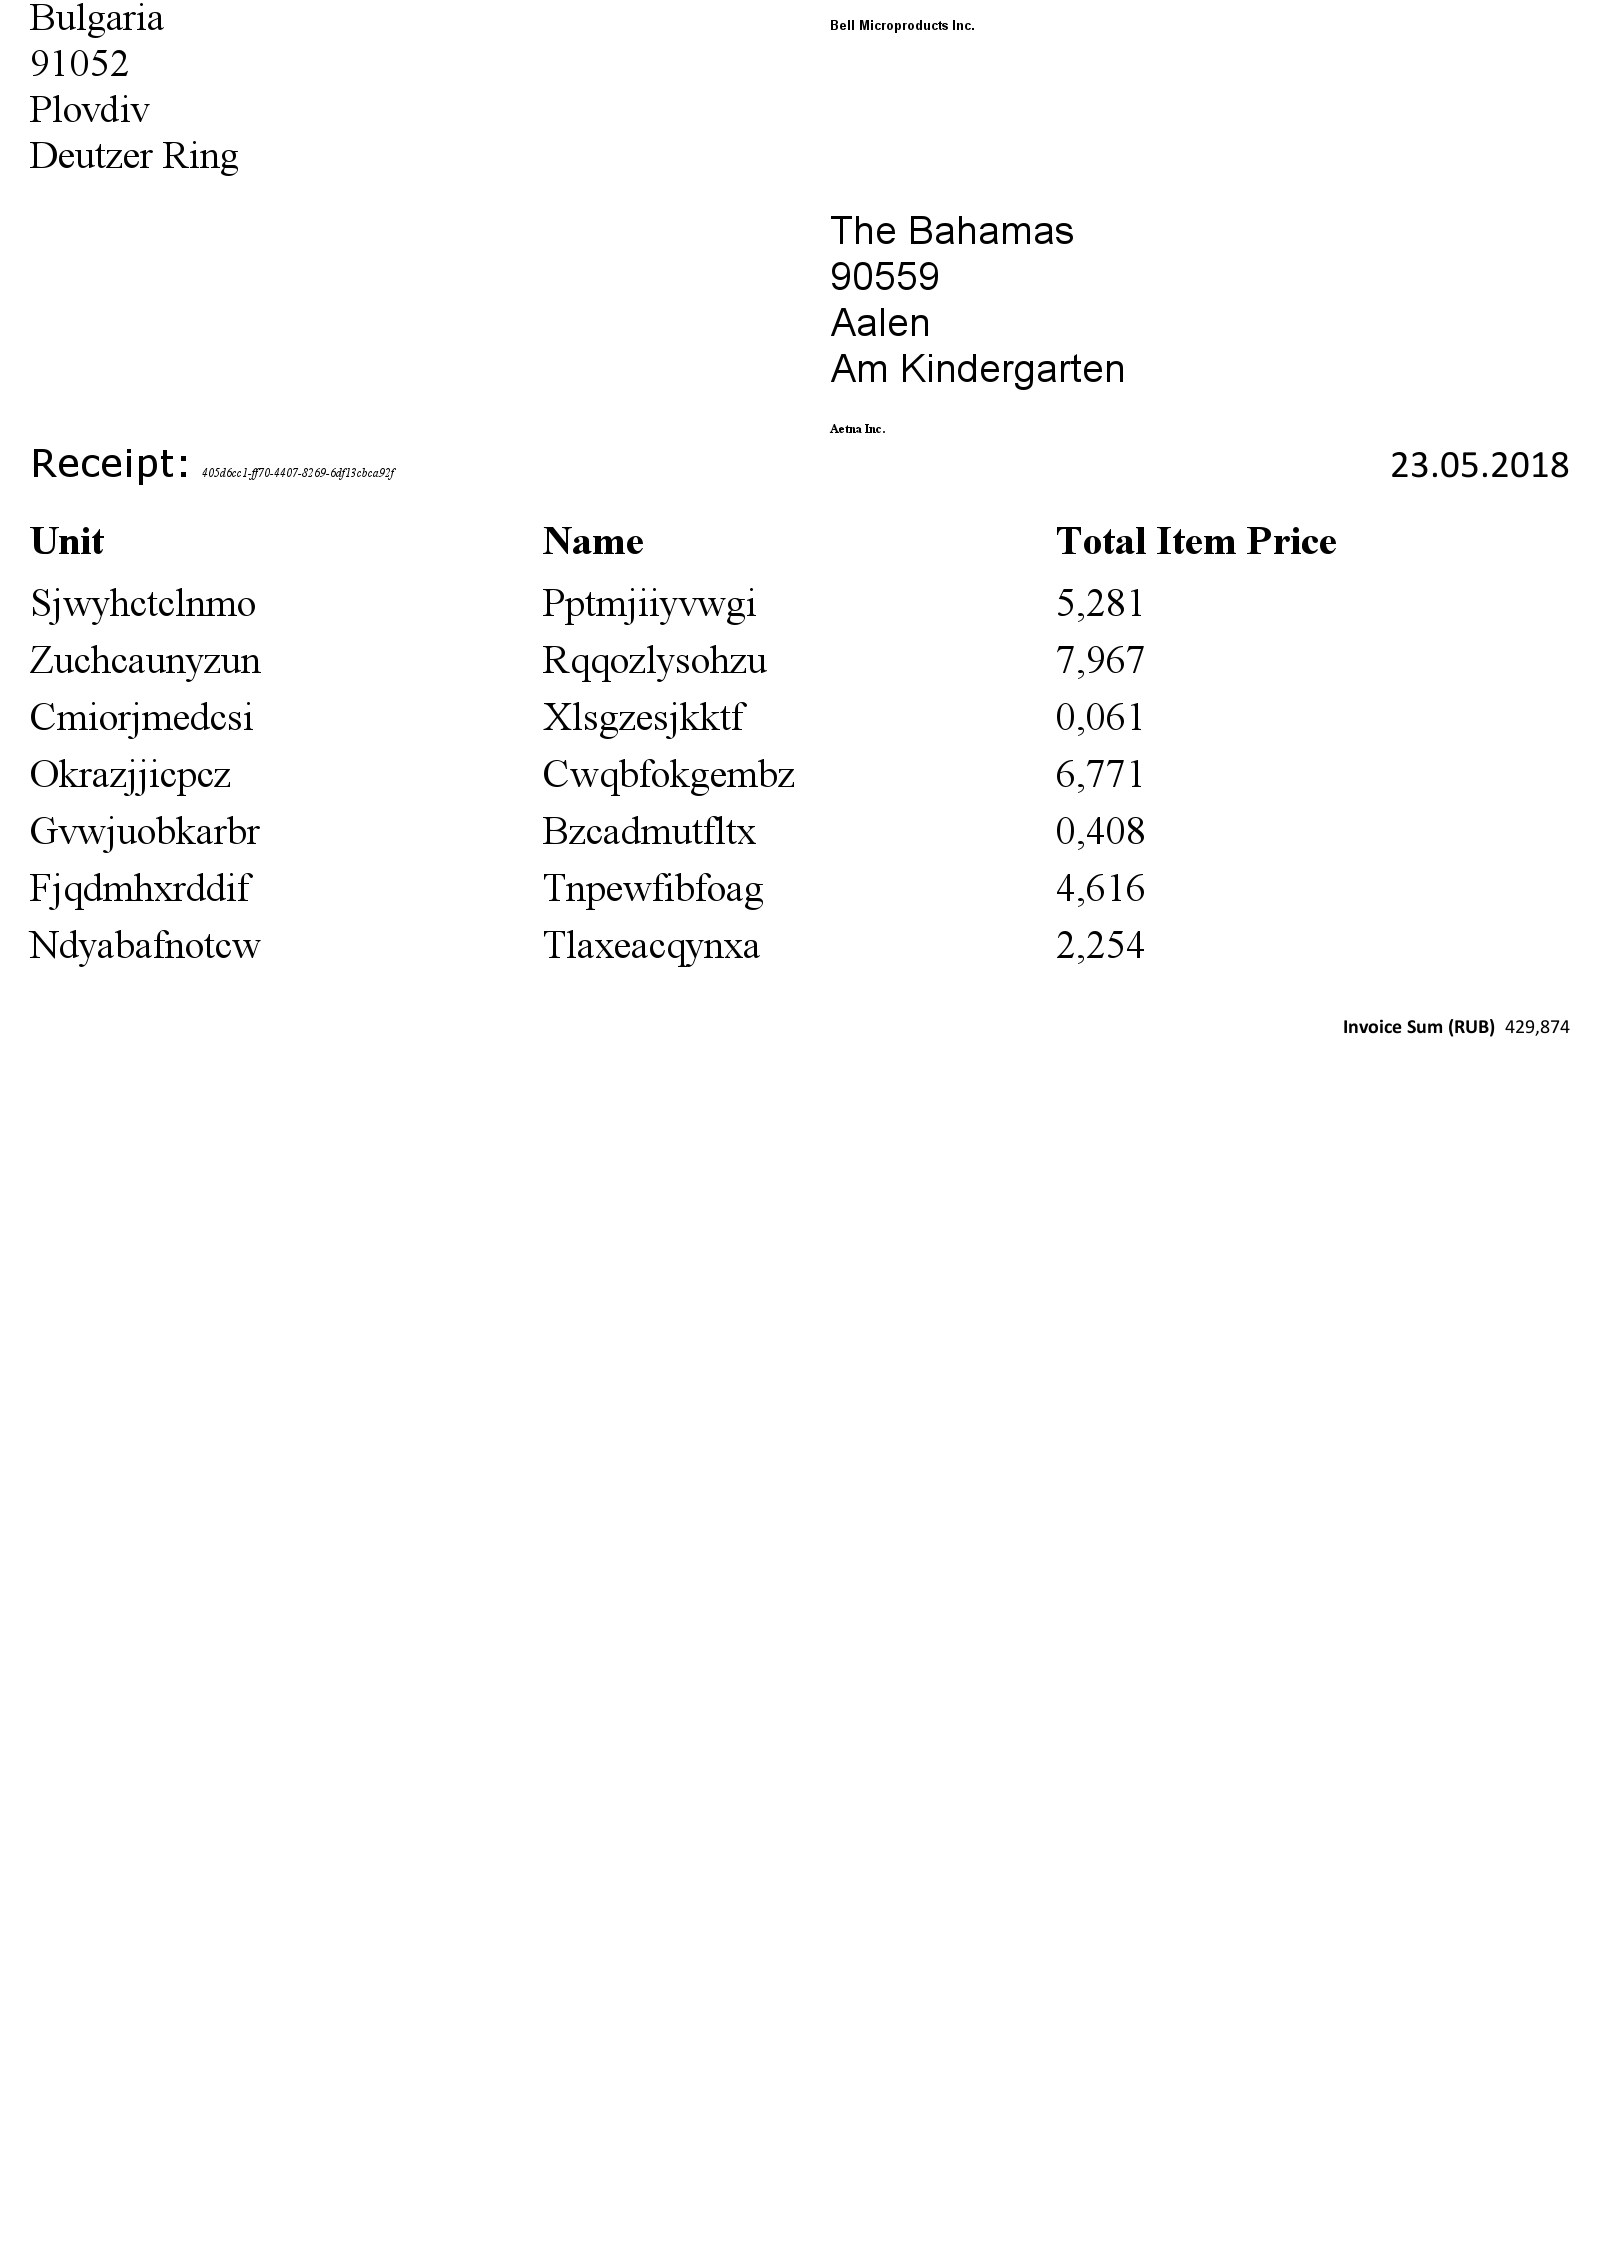 Bulgaria
91052
Plovdiv
Deutzer Ring
Bell Microproducts Inc.
The Bahamas
90559
Aalen
Am Kindergarten
Aetna Inc.
Receipt: 405d6cc1-ff70-4407-8269-6df13cbca92f 23.05.2018
Unit Name Total Item Price
Sjwyhctclnmo Pptmjiiyvwgi 5,281
Zuchcaunyzun Rqqozlysohzu 7,967
Cmiorjmedcsi Xlsgzesjkktf 0,061
Okrazjjicpcz Cwqbfokgembz 6,771
Gvwjuobkarbr Bzcadmutfltx 0,408
Fjqdmhxrddif Tnpewfibfoag 4,616
Ndyabafnotcw Tlaxeacqynxa 2,254
Invoice Sum (RUB) 429,874